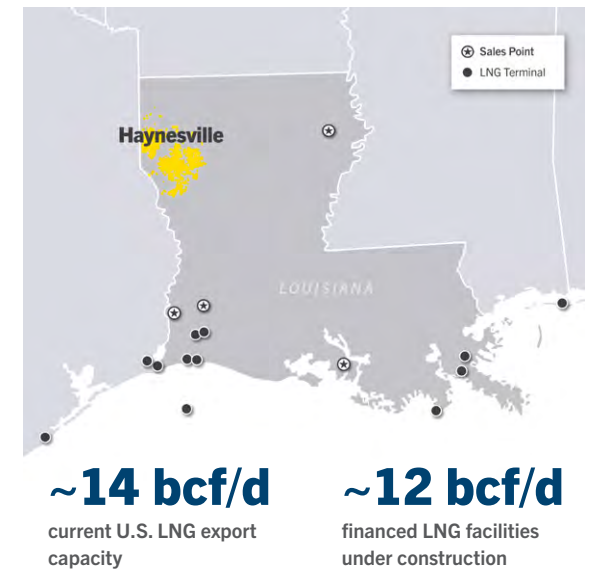 Sales Point
LNG Terminal
Haynesville
LOUISIANA
~14 bcf/d
current U.S. LNG export
capacity
~12 bcf/d
financed LNG facilities
under construction